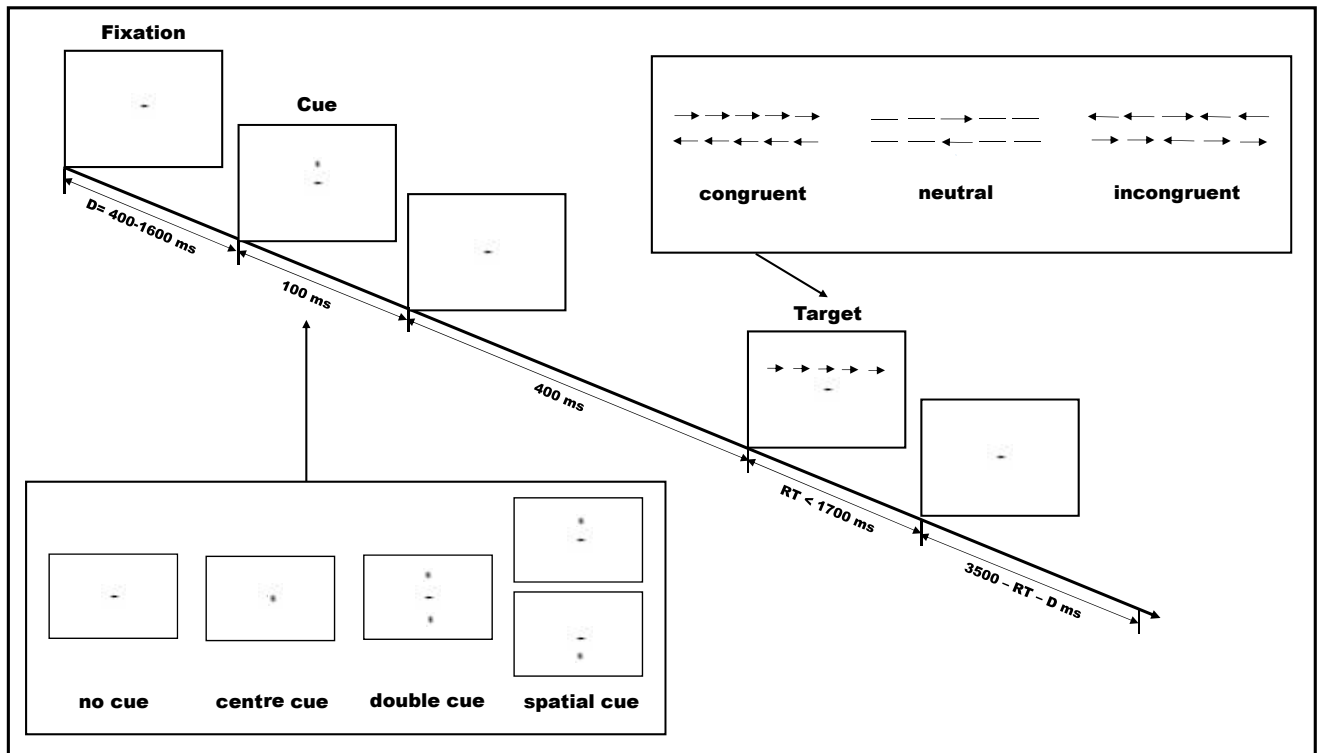 Fixation
Cue
D= 400-1600 ms
100 ms
400 ms
congruent neutral incongruent
Target
RT < 1700 ms
3500 – RT – D ms
no cue centre cue double cue spatial cue